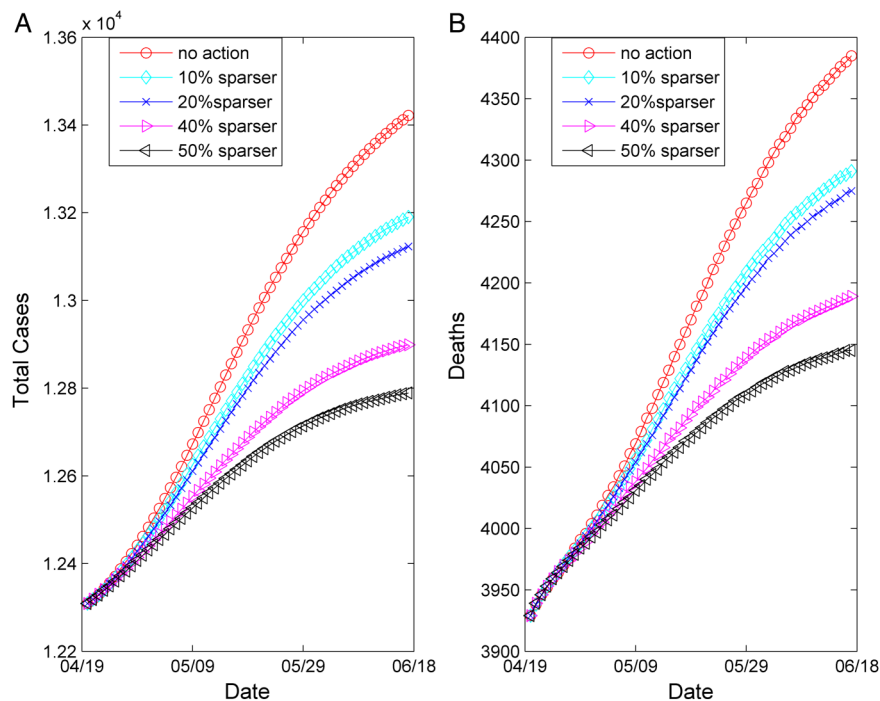 A
x 10⁴
1.36
1.34
1.32
1.3
1.28
1.26
1.24
1.22
Total Cases
no action
10% sparser
20%sparser
40% sparser
50% sparser
04/19 05/09 05/29 06/18
Date
B
4400
4350
4300
4250
4200
4150
4100
4050
4000
3950
3900
Deaths
no action
10% sparser
20%sparser
40% sparser
50% sparser
04/19 05/09 05/29 06/18
Date